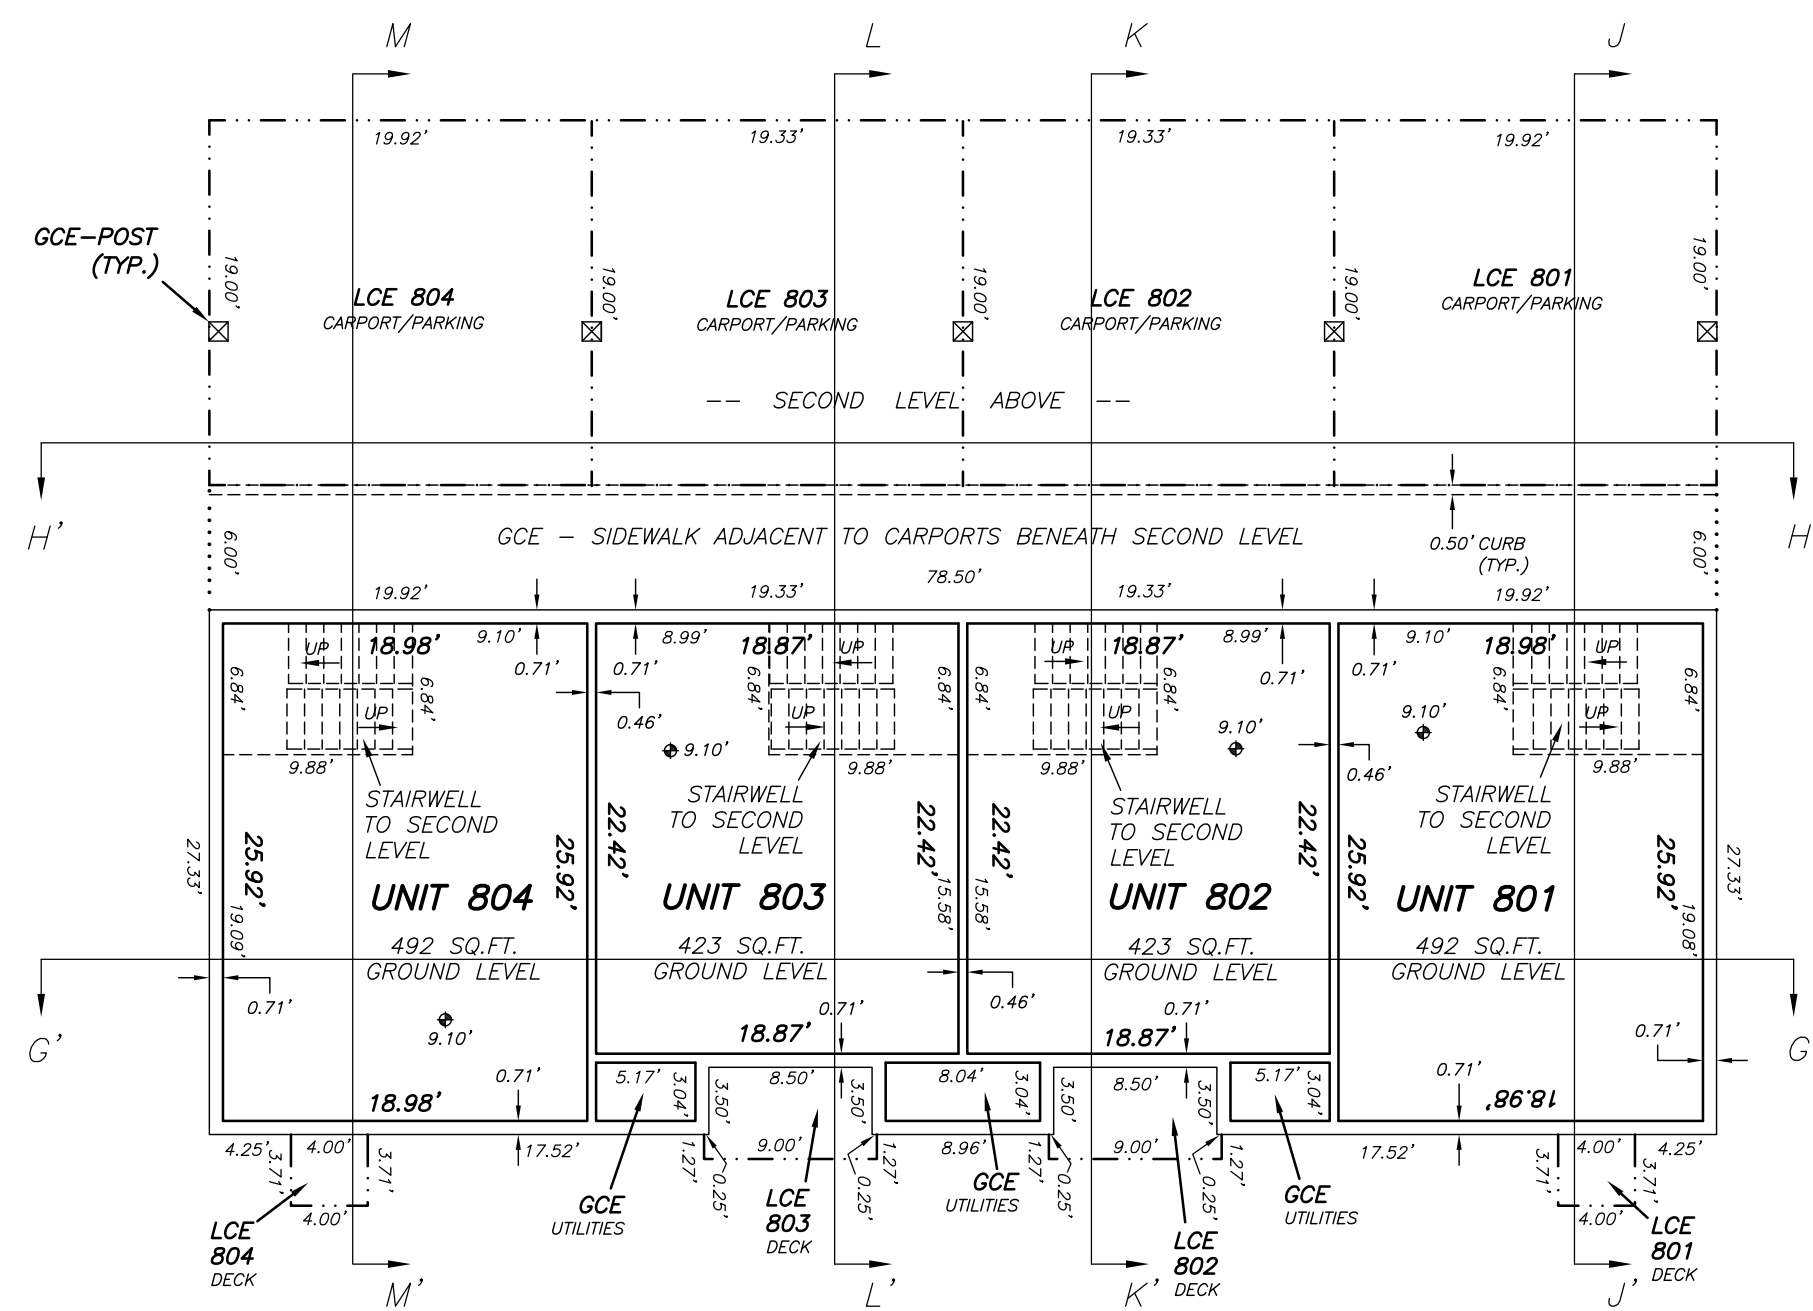 M
L
K
J
19.92'
19.33'
19.33'
19.92'
GCE-POST
(TYP.)
19.00'
19.00'
19.00'
19.00'
19.00'
LCE 804
CARPORT/PARKING
LCE 803
CARPORT/PARKING
LCE 802
CARPORT/PARKING
LCE 801
CARPORT/PARKING
-- SECOND LEVEL ABOVE --
H'
H
6.00'
GCE - SIDEWALK ADJACENT TO CARPORTS BENEATH SECOND LEVEL
0.50' CURB
(TYP.)
6.00'
78.50'
19.92'
19.33'
19.33'
19.92'
UP
18.98'
9.10'
0.71'
0.71'
8.99'
18.87'
UP
UP
18.87'
8.99'
0.71'
0.71'
9.10'
18.98'
UP
6.84'
6.84'
6.84'
6.84'
6.84'
6.84'
6.84'
6.84'
UP
0.46'
UP
UP
UP
9.10'
9.10'
9.10'
0.46'
9.88'
9.88'
9.88'
9.88'
STAIRWELL
TO SECOND
LEVEL
STAIRWELL
TO SECOND
LEVEL
STAIRWELL
TO SECOND
LEVEL
STAIRWELL
TO SECOND
LEVEL
27.33'
25.92'
25.92'
22.42'
22.42'
22.42'
22.42'
25.92'
25.92'
27.33'
19.09'
15.58'
15.58'
19.08'
UNIT 804
492 SQ.FT.
GROUND LEVEL
UNIT 803
423 SQ.FT.
GROUND LEVEL
UNIT 802
423 SQ.FT.
GROUND LEVEL
UNIT 801
492 SQ.FT.
GROUND LEVEL
0.71'
0.71'
0.46'
0.71'
G'
9.10'
18.87'
18.87'
0.71'
G
18.98'
0.71'
5.17'
3.04'
8.50'
3.50'
3.50'
8.04'
3.04'
8.50'
3.50'
3.50'
5.17'
3.04'
0.71'
18.98'
4.25'
4.00'
17.52'
9.00'
8.96'
9.00'
17.52'
4.00'
4.25'
3.71'
3.71'
1.27'
0.25'
0.25'
1.27'
1.27'
0.25'
0.25'
1.27'
3.71'
3.71'
4.00'
4.00'
LCE
804
DECK
GCE
UTILITIES
LCE
803
DECK
GCE
UTILITIES
LCE
802
DECK
GCE
UTILITIES
LCE
801
DECK
M'
L'
K'
J'